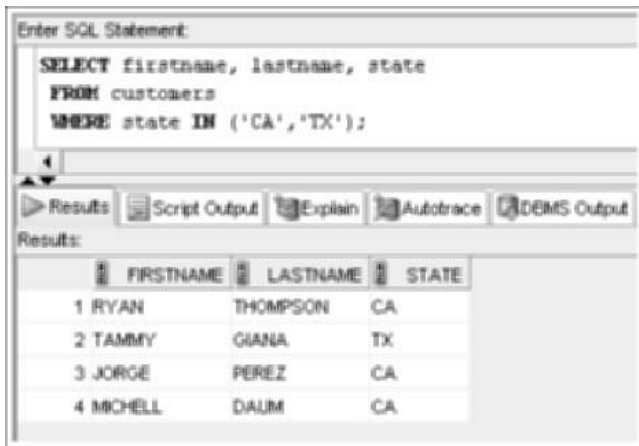 Enter SQL Statement:
SELECT firstname, lastname, state
FROM customers
WHERE state IN ('CA','TX');
Results Script Output Explain Autotrace DBMS Output
Results:
FIRSTNAME LASTNAME STATE
1 RYAN THOMPSON CA
2 TAMMY GIANA TX
3 JORGE PEREZ CA
4 MICHELL DAUM CA